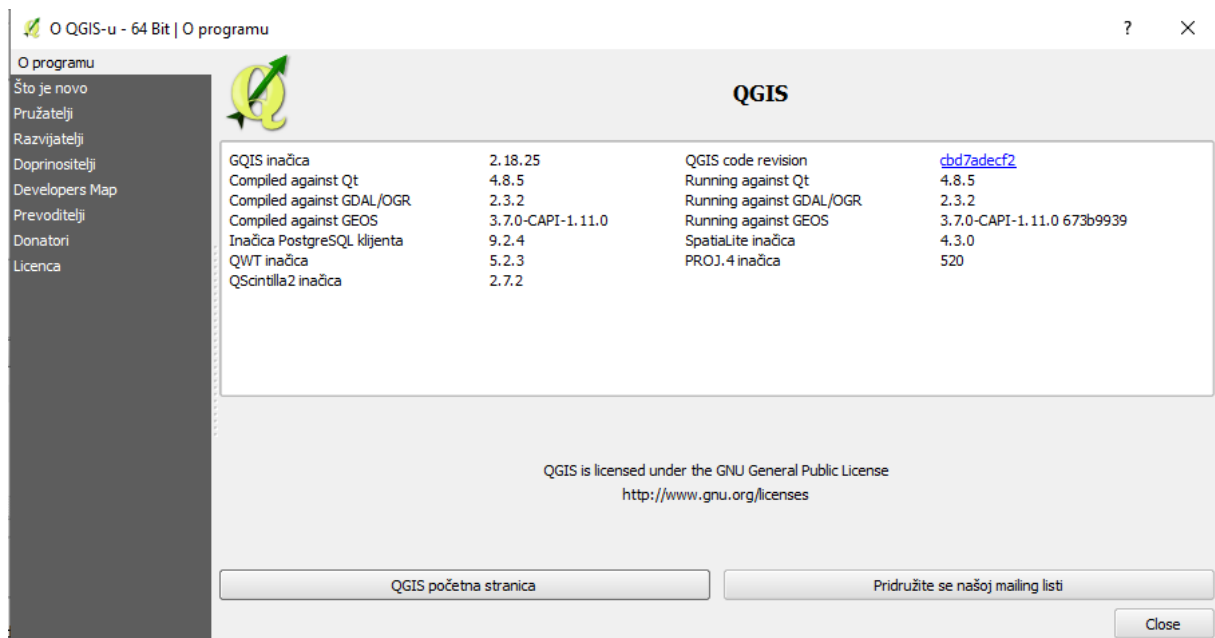 O QGIS-u - 64 Bit | O programu
O programu
Što je novo
Pružatelji
Razvijatelji
Doprinositelji
Developers Map
Prevoditelji
Donatori
Licenca
QGIS
GQIS inačica 2.18.25 QGIS code revision cbd7adecf2
Compiled against Qt 4.8.5 Running against Qt 4.8.5
Compiled against GDAL/OGR 2.3.2 Running against GDAL/OGR 2.3.2
Compiled against GEOS 3.7.0-CAPI-1.11.0 Running against GEOS 3.7.0-CAPI-1.11.0 673b9939
Inačica PostgreSQL klijenta 9.2.4 SpatiaLite inačica 4.3.0
QWT inačica 5.2.3 PROJ.4 inačica 520
QScintilla2 inačica 2.7.2
QGIS is licensed under the GNU General Public License
http://www.gnu.org/licenses
QGIS početna stranica Pridružite se našoj mailing listi
Close